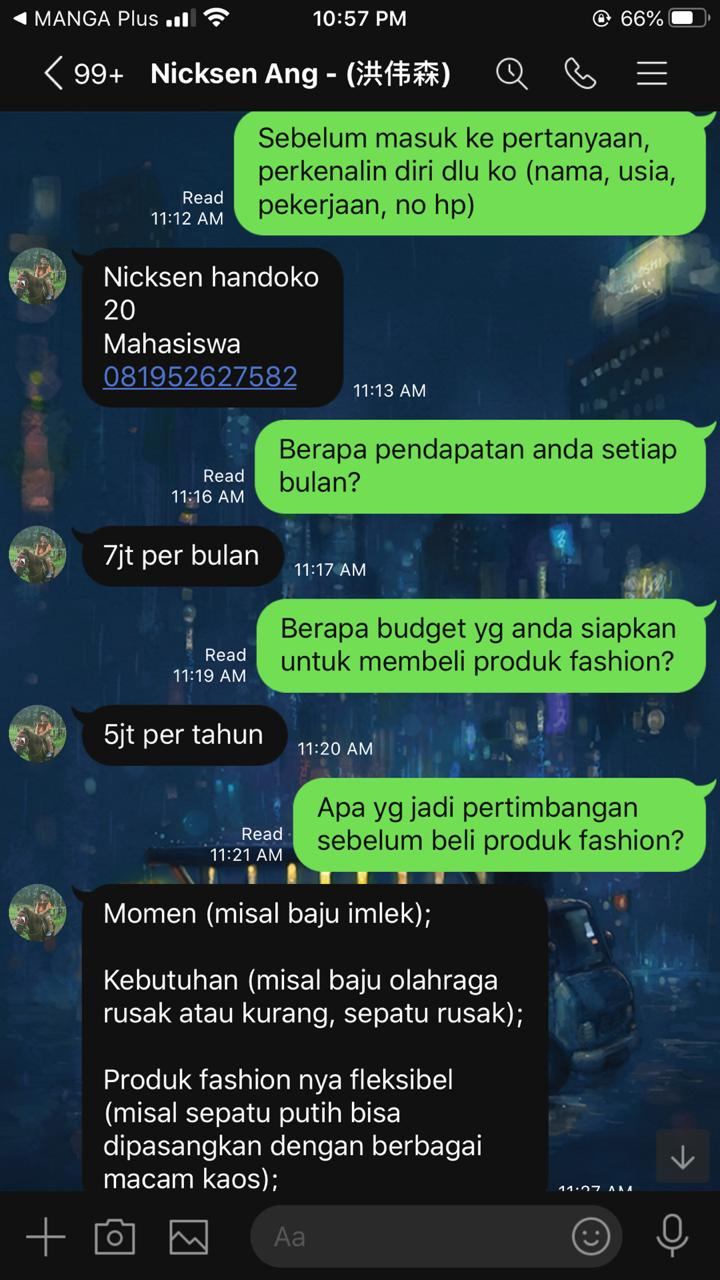 MANGA Plus
10:57 PM
66%
99+
Nicksen Ang - (洪伟森)
Sebelum masuk ke pertanyaan,
perkenalin diri dlu ko (nama, usia,
pekerjaan, no hp)
Read
11:12 AM
Nicksen handoko
20
Mahasiswa
081952627582
11:13 AM
Berapa pendapatan anda setiap
bulan?
Read
11:16 AM
7jt per bulan
11:17 AM
Berapa budget yg anda siapkan
untuk membeli produk fashion?
Read
11:19 AM
5jt per tahun
11:20 AM
Apa yg jadi pertimbangan
sebelum beli produk fashion?
Read
11:21 AM
Momen (misal baju imlek);
Kebutuhan (misal baju olahraga
rusak atau kurang, sepatu rusak);
Produk fashion nya fleksibel
(misal sepatu putih bisa
dipasangkan dengan berbagai
macam kaos);
11:27 AM
Aa